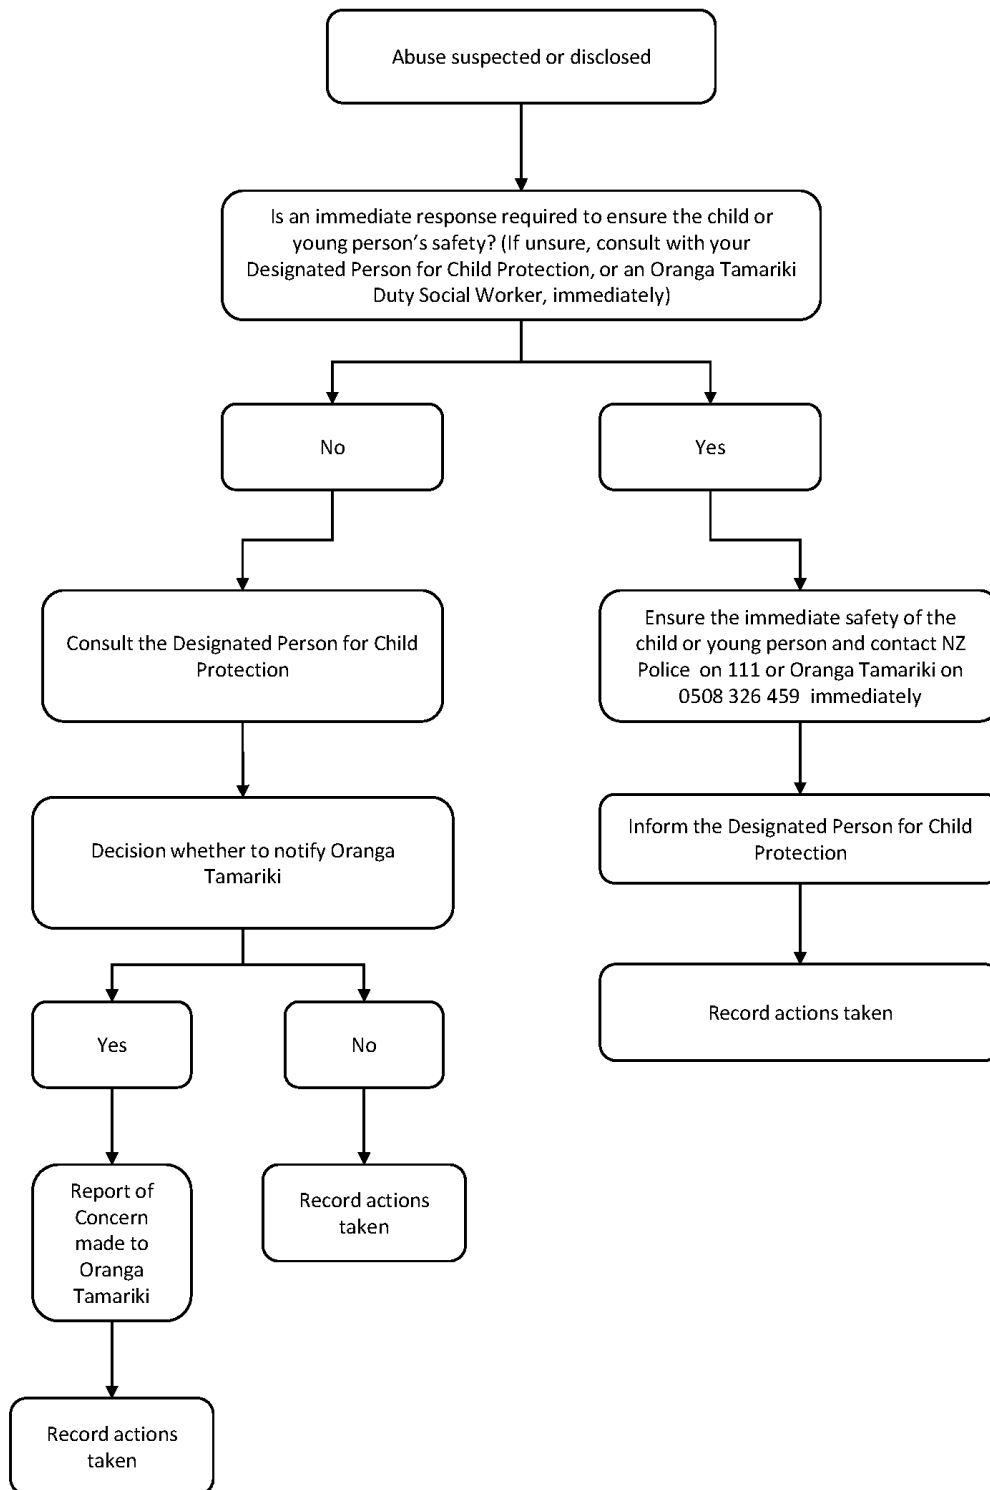 Abuse suspected or disclosed
Is an immediate response required to ensure the child or
young person's safety? (If unsure, consult with your
Designated Person for Child Protection, or an Oranga Tamariki
Duty Social Worker, immediately)
No
Yes
Consult the Designated Person for Child
Protection
Ensure the immediate safety of the
child or young person and contact NZ
Police on 111 or Oranga Tamariki on
0508 326 459 immediately
Decision whether to notify Oranga
Tamariki
Inform the Designated Person for Child
Protection
Record actions taken
Yes
No
Report of
Concern
made to
Oranga
Tamariki
Record actions
taken
Record actions
taken